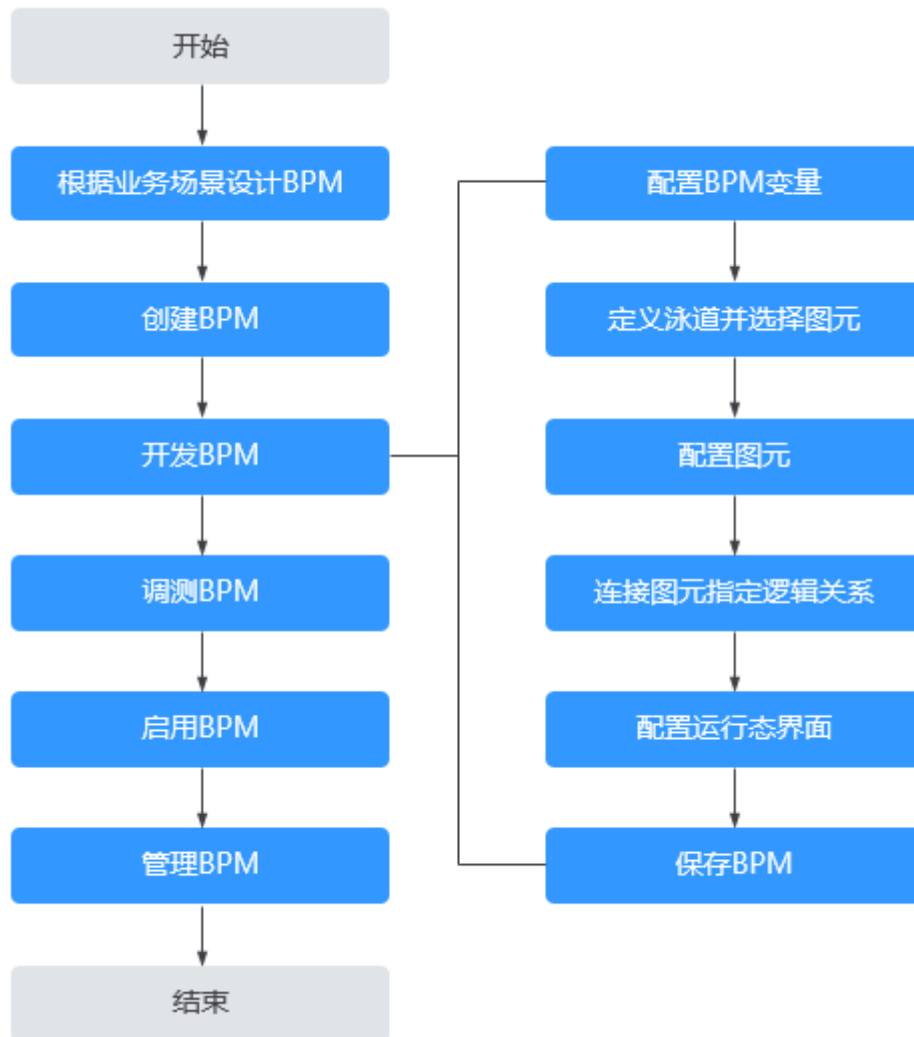 开始
根据业务场景设计BPM
创建BPM
开发BPM
调测BPM
启用BPM
管理BPM
结束
配置BPM变量
定义泳道并选择图元
配置图元
连接图元指定逻辑关系
配置运行态界面
保存BPM